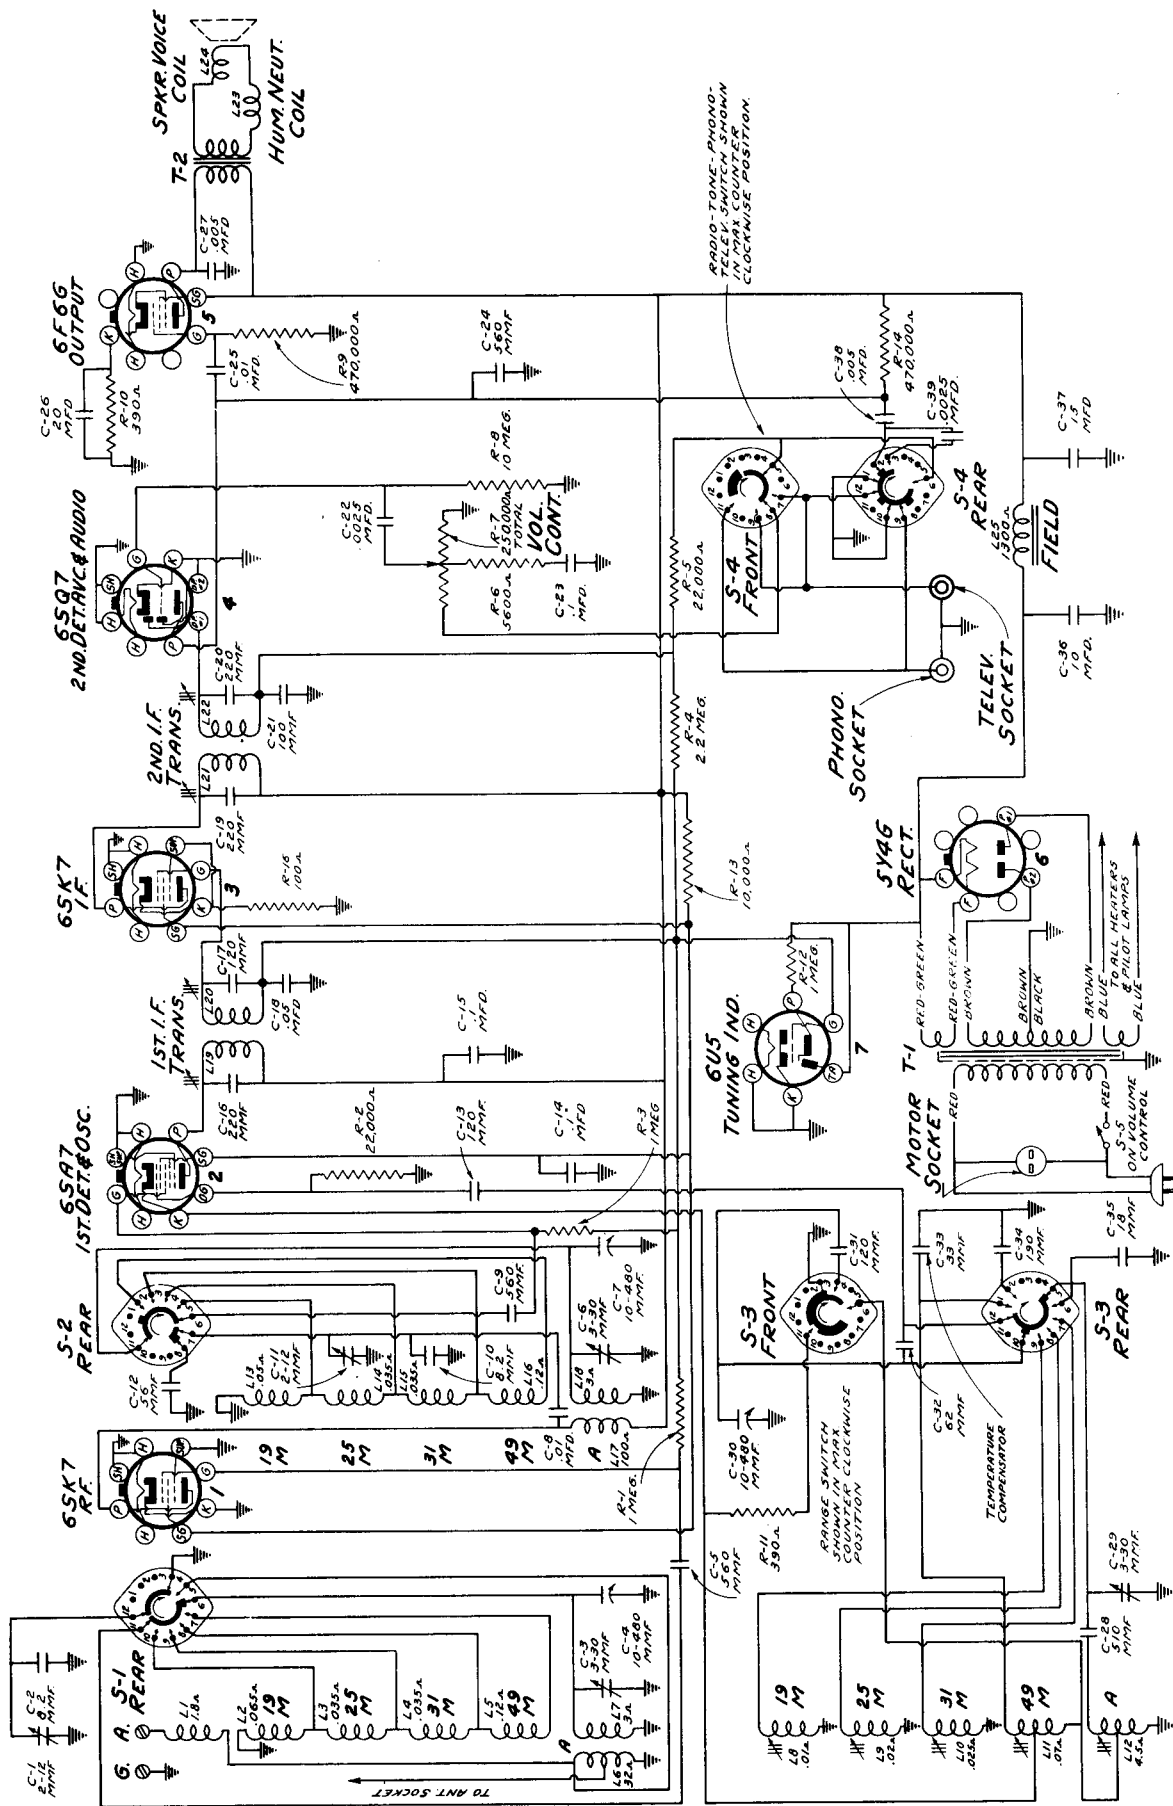 6SK7
RF.
6SA7
1ST. DET. & OSC.
6SK7
I.F.
6SQ7
2ND. DET. AVC & AUDIO
6F6G
OUTPUT
SPKR. VOICE
COIL
L24
L23
HUM. NEUT.
COIL
T-2
1ST. I.F.
TRANS.
2ND. I.F.
TRANS.
S-1
REAR
S-2
REAR
C-1
2-12
MMF
C-2
8.2
MMF.
G.
A.
L1
1.8Ω
L2
.065Ω
19
M
L3
.035Ω
25
M
L4
.035Ω
31
M
L5
.12Ω
49
M
A
L6
32Ω
L7
3Ω
C-3
3-30
MMF
C-4
10-480
MMF
TO ANT. SOCKET
C-12
56
MMF
L13
.05Ω
19
M
C-11
2-12
MMF
L14
.035Ω
25
M
L15
.035Ω
31
M
C-10
8.2
MMF
L16
.12Ω
49
M
C-8
.01
MFD.
A
L17
100Ω
L18
3Ω
C-9
560
MMF.
C-6
3-30
MMF
C-7
10-480
MMF.
R-1
1 MEG.
C-5
560
MMF
R-2
22,000Ω
C-13
120
MMF.
C-14
.1
MFD
R-3
1 MEG
C-16
220
MMF
L19
L20
C-17
120
MMF
C-18
.05
MFD
C-15
.1
MFD.
R-16
100Ω
C-19
220
MMF
L21
L22
C-20
220
MMF
C-21
100
MMF
C-26
20
MFD
R-10
390Ω
C-25
.01
MFD.
C-27
.005
MFD
R-9
470,000Ω
C-24
560
MMF
C-22
.0025
MFD.
R-8
10 MEG.
R-7
250,000Ω
TOTAL
VOL.
CONT.
R-6
5600Ω
C-23
.1
MFD.
R-5
22,000Ω
R-4
2.2 MEG.
R-13
10,000Ω
R-12
1 MEG.
RADIO-TONE-PHONO-
TELEV. SWITCH SHOWN
IN MAX COUNTER
CLOCKWISE POSITION.
S-4
FRONT
S-4
REAR
C-38
.005
MFD.
R-14
470,000Ω
C-39
.0025
MFD.
PHONO.
SOCKET
TELEV.
SOCKET
C-36
10
MFD.
L25
1300Ω
FIELD
C-37
15
MFD
5Y4G
RECT.
6U5
TUNING IND.
RED-GREEN
RED-GREEN
BROWN
BROWN
BLACK
BROWN
BLUE
TO ALL HEATERS
& PILOT LAMPS
BLUE
T-1
MOTOR
SOCKET
RED
RED
S-5
ON VOLUME
CONTROL
S-3
FRONT
S-3
REAR
C-30
10-480
MMF.
R-11
390Ω
RANGE SWITCH
SHOWN IN MAX
COUNTER CLOCKWISE
POSITION
C-31
120
MMF.
C-32
62
MMF
TEMPERATURE
COMPENSATOR
C-33
33
MMF
C-34
190
MMF.
C-35
18
MMF
C-28
510
MMF
C-29
3-30
MMF
L8
.01Ω
19
M
L9
.02Ω
25
M
L10
.025Ω
31
M
L11
.07Ω
49
M
L12
4.5Ω
A